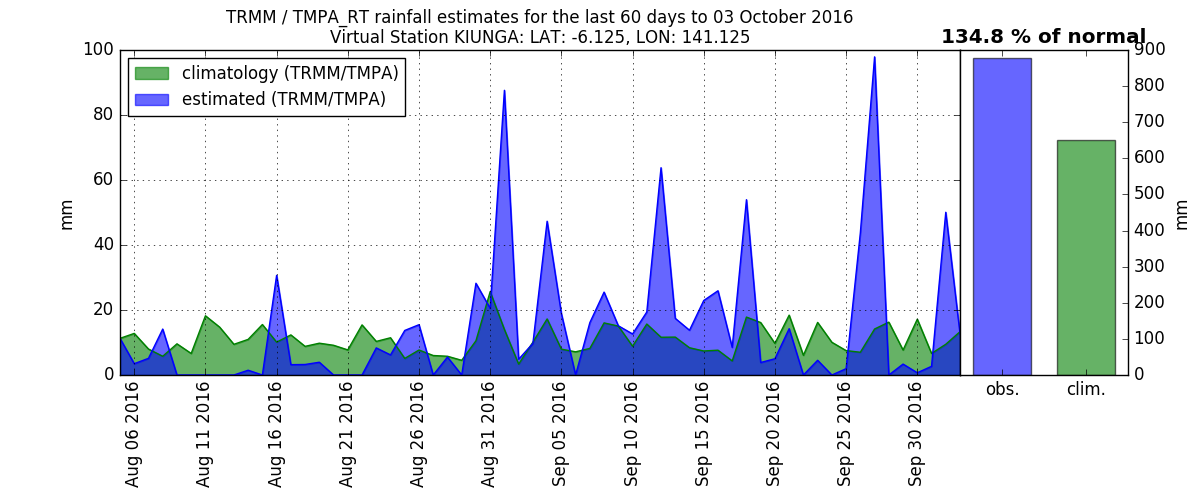 TRMM / TMPA_RT rainfall estimates for the last 60 days to 03 October 2016
Virtual Station KIUNGA: LAT: -6.125, LON: 141.125
134.8 % of normal
climatology (TRMM/TMPA)
estimated (TRMM/TMPA)
mm
100
80
60
40
20
0
Aug 06 2016
Aug 11 2016
Aug 16 2016
Aug 21 2016
Aug 26 2016
Aug 31 2016
Sep 05 2016
Sep 10 2016
Sep 15 2016
Sep 20 2016
Sep 25 2016
Sep 30 2016
900
800
700
600
500
400
300
200
100
0
mm
obs.
clim.